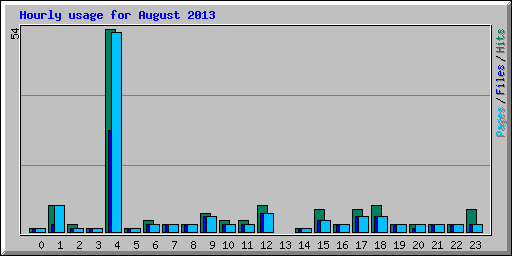 Hourly usage for August 2013
54
Pages/Files/Hits
0 1 2 3 4 5 6 7 8 9 10 11 12 13 14 15 16 17 18 19 20 21 22 23